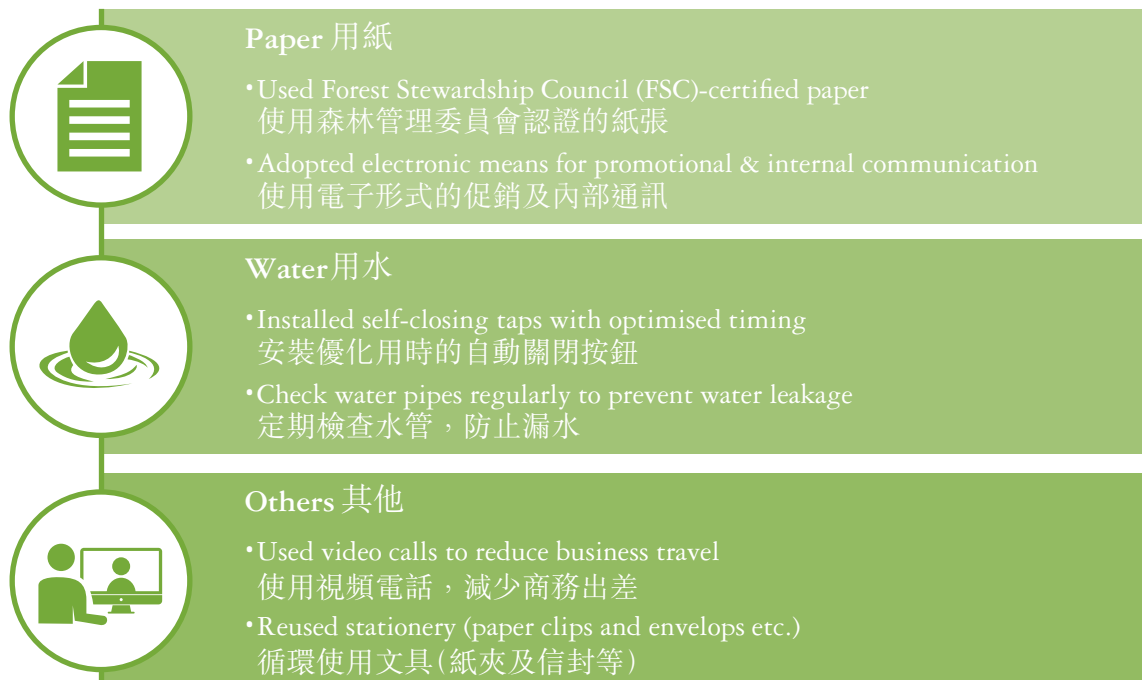 Paper 用紙
•Used Forest Stewardship Council (FSC)-certified paper
使用森林管理委員會認證的紙張
•Adopted electronic means for promotional & internal communication
使用電子形式的促銷及內部通訊
Water用水
•Installed self-closing taps with optimised timing
安裝優化用時的自動關閉按鈕
•Check water pipes regularly to prevent water leakage
定期檢查水管，防止漏水
Others 其他
•Used video calls to reduce business travel
使用視頻電話，減少商務出差
•Reused stationery (paper clips and envelops etc.)
循環使用文具(紙夾及信封等)